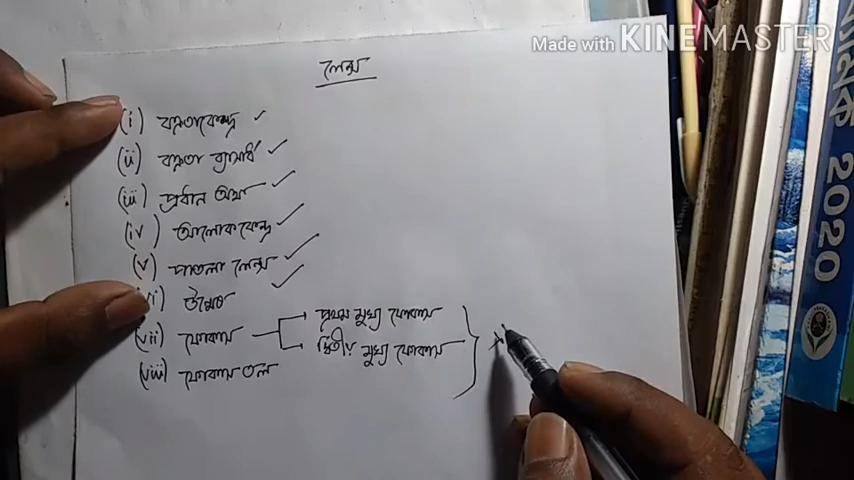 Made with KINEMASTER
লেন্স
(i) বক্রতাকেন্দ্র ✓
(ii) বক্রতা ব্যাসার্ধ ✓
(iii) প্রধান অক্ষ ✓
(iv) আলোককেন্দ্র ✓
(v) পাতলা লেন্স ✓
(vi) উন্মেষ ✓
(vii) ফোকাস
প্রথম মুখ্য ফোকাস
দ্বিতীয় মুখ্য ফোকাস
(viii) ফোকাস তল
2020